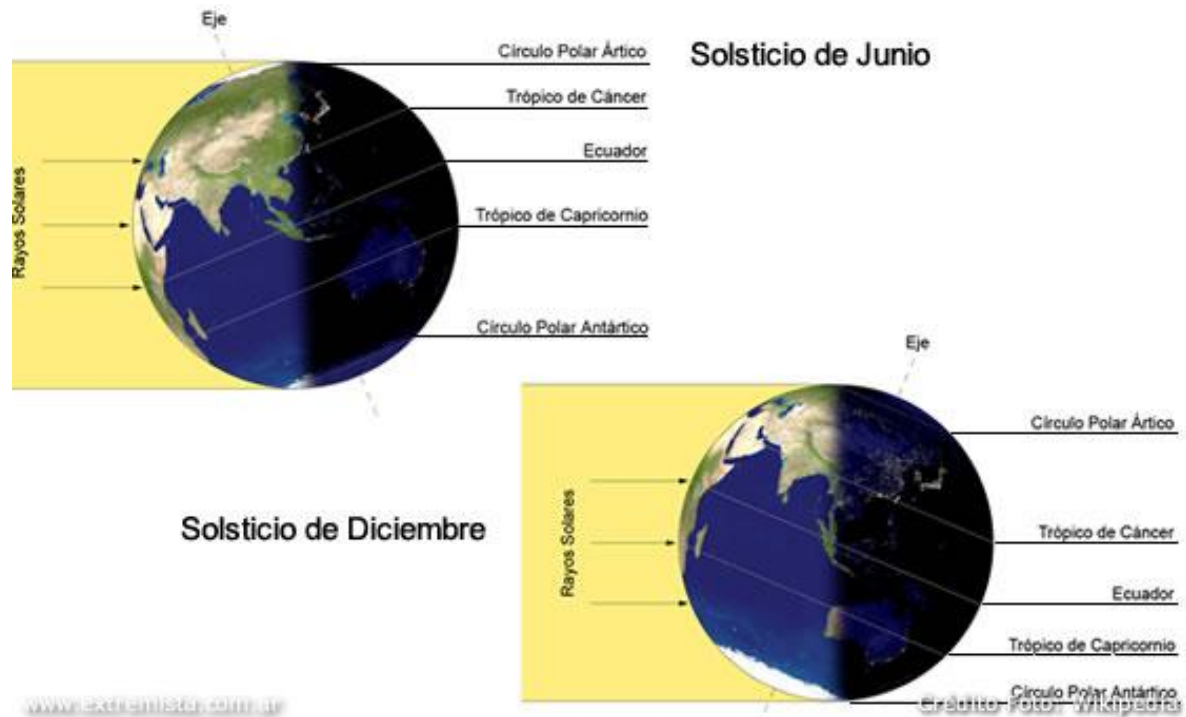 Eje
Círculo Polar Ártico
Solsticio de Junio
Trópico de Cáncer
Ecuador
Rayos Solares
Trópico de Capricornio
Círculo Polar Antártico
Eje
Círculo Polar Ártico
Solsticio de Diciembre
Rayos Solares
Trópico de Cáncer
Ecuador
Trópico de Capricornio
Círculo Polar Antártico
www.extremista.com.ar
Crédito Foto: Wikipedia